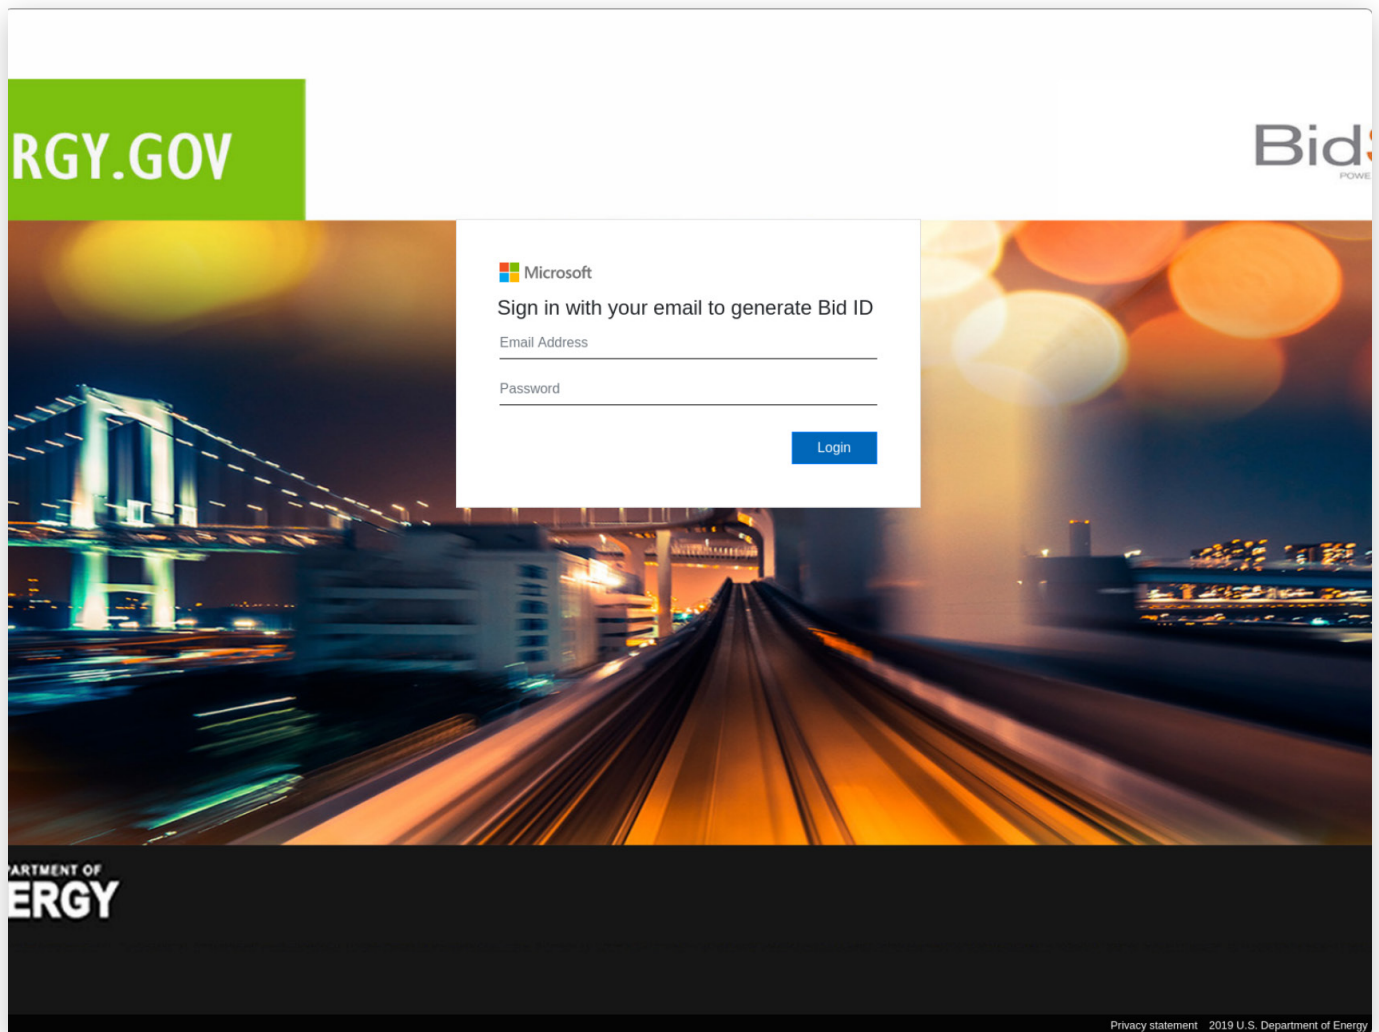 RGY.GOV
Bid
POWE
Microsoft
Sign in with your email to generate Bid ID
Email Address
Password
Login
PARTMENT OF
ERGY
Privacy statement 2019 U.S. Department of Energy